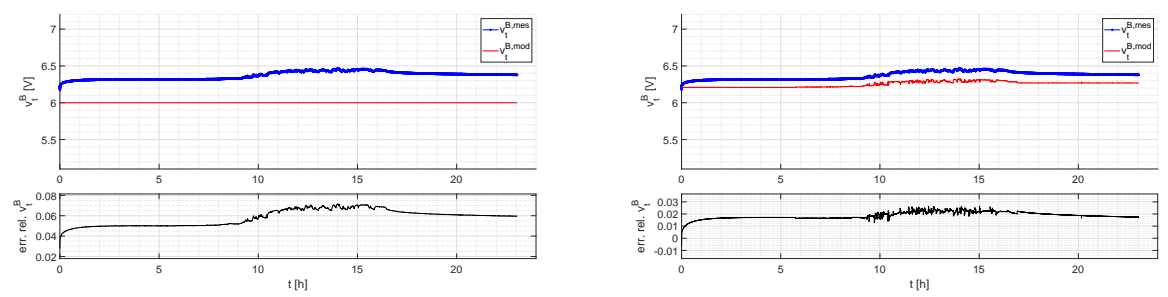 7
6.5
6
5.5
v_t^B [V]
v_t^{B,mes}
v_t^{B,mod}
0 5 10 15 20
0.08
0.06
0.04
0.02
err. rel. v_t^B
0 5 10 15 20
t [h]
7
6.5
6
5.5
v_t^B [V]
v_t^{B,mes}
v_t^{B,mod}
0 5 10 15 20
0.03
0.02
0.01
0
-0.01
err. rel. v_t^B
0 5 10 15 20
t [h]